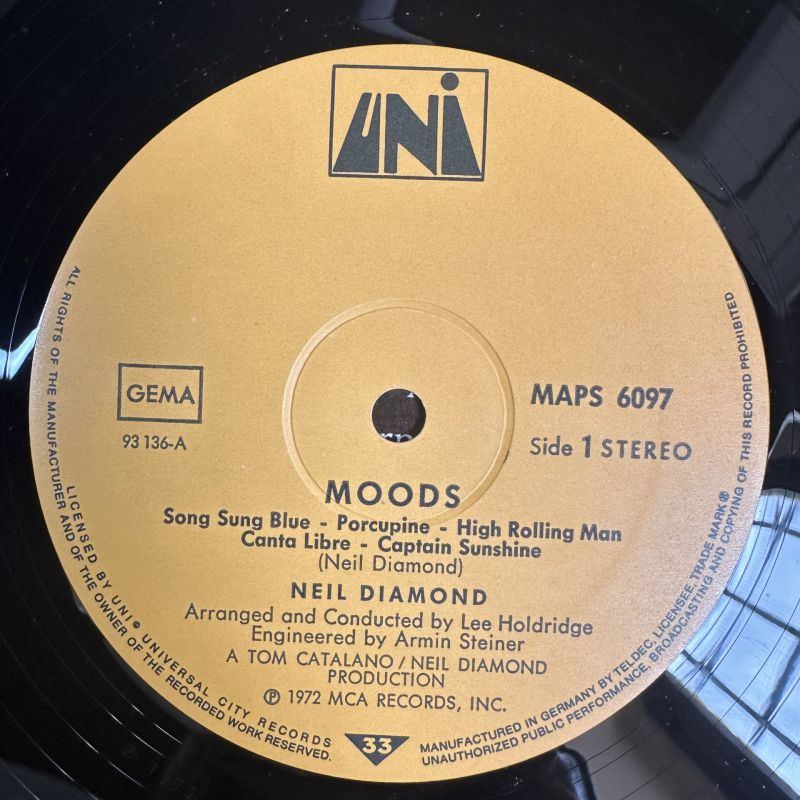 UNI
GEMA
93 136-A
MAPS 6097
Side 1 STEREO
MOODS
Song Sung Blue - Porcupine - High Rolling Man
Canta Libre - Captain Sunshine
(Neil Diamond)
NEIL DIAMOND
Arranged and Conducted by Lee Holdridge
Engineered by Armin Steiner
A TOM CATALANO / NEIL DIAMOND
PRODUCTION
℗ 1972 MCA RECORDS, INC.
33
ALL RIGHTS OF THE MANUFACTURER AND OF THE OWNER OF THE RECORDED WORK RESERVED.
LICENSED BY UNI ® UNIVERSAL CITY RECORDS
MANUFACTURED IN GERMANY BY TELDEC, LICENSEE, TRADE MARK ®
UNAUTHORIZED PUBLIC PERFORMANCE, BROADCASTING AND COPYING OF THIS RECORD PROHIBITED